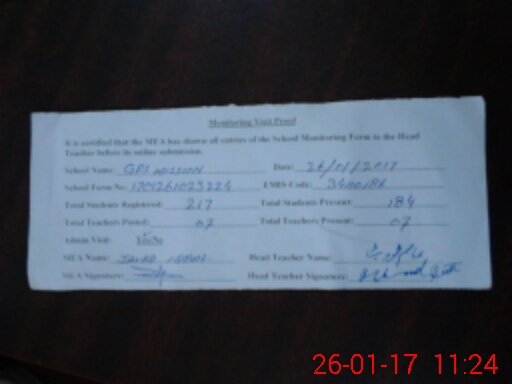 Monitoring Visit Proof
It is certified that the MEA has shown all entries of the School Monitoring Form to the Head
Teacher before its online submission.
School Name: GPS MISSION Date: 26/01/2017
School Form No: EMIS Code:
Total Students Registered: 217 Total Students Present: 184
Total Teachers Posted: 07 Total Teachers Present: 07
Admin Visit: Yes/No
MEA Name: Head Teacher Name:
MEA Signature: Head Teacher Signature:
26-01-17 11:24